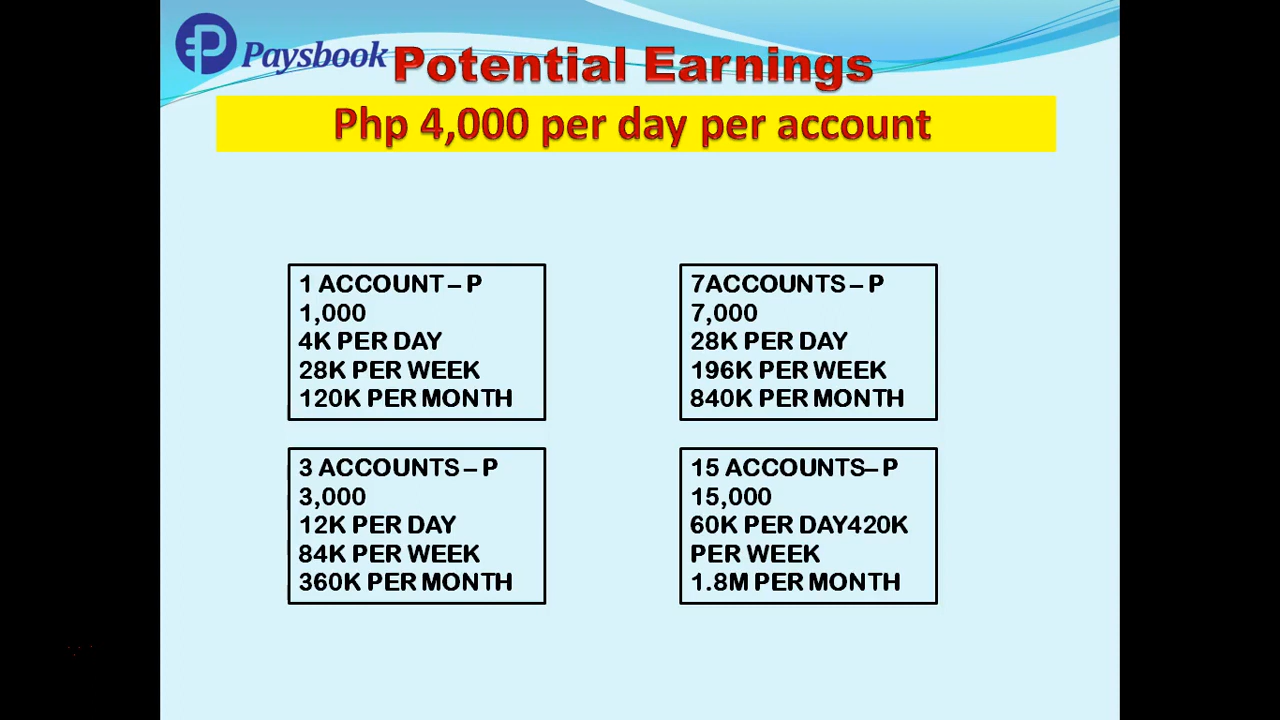 Paysbook
Potential Earnings
Php 4,000 per day per account
1 ACCOUNT – P
1,000
4K PER DAY
28K PER WEEK
120K PER MONTH
7ACCOUNTS – P
7,000
28K PER DAY
196K PER WEEK
840K PER MONTH
3 ACCOUNTS – P
3,000
12K PER DAY
84K PER WEEK
360K PER MONTH
15 ACCOUNTS– P
15,000
60K PER DAY420K
PER WEEK
1.8M PER MONTH